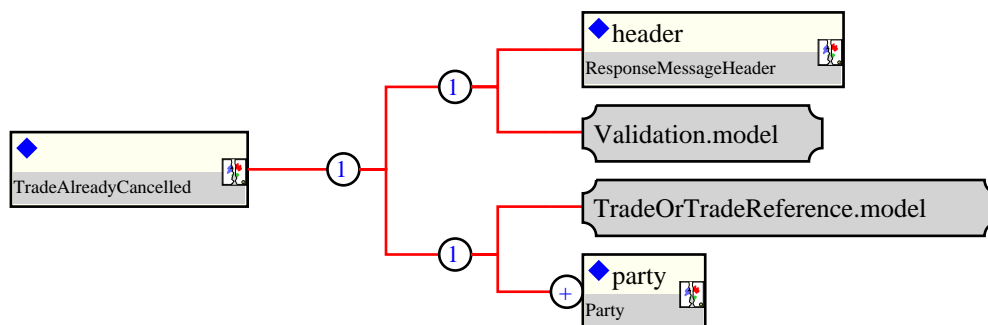 header
ResponseMessageHeader
1
Validation.model
TradeAlreadyCancelled
1
TradeOrTradeReference.model
1
party
+
Party